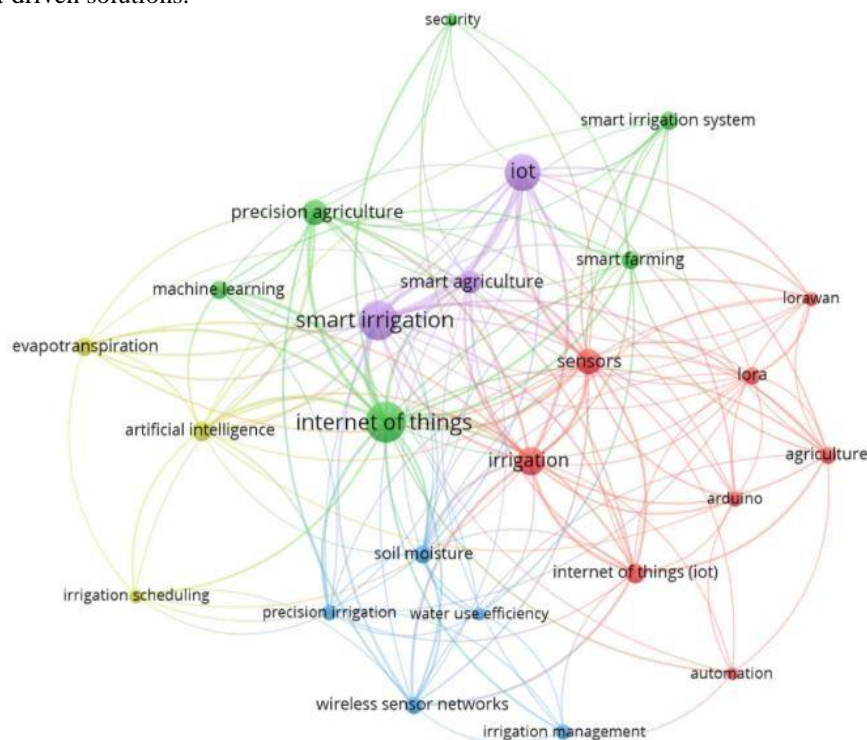 driven solutions.
security
smart irrigation system
iot
precision agriculture
smart farming
smart agriculture
machine learning
lorawan
smart irrigation
evapotranspiration
sensors
lora
internet of things
artificial intelligence
irrigation
agriculture
arduino
soil moisture
internet of things (iot)
irrigation scheduling
precision irrigation
water use efficiency
automation
wireless sensor networks
irrigation management